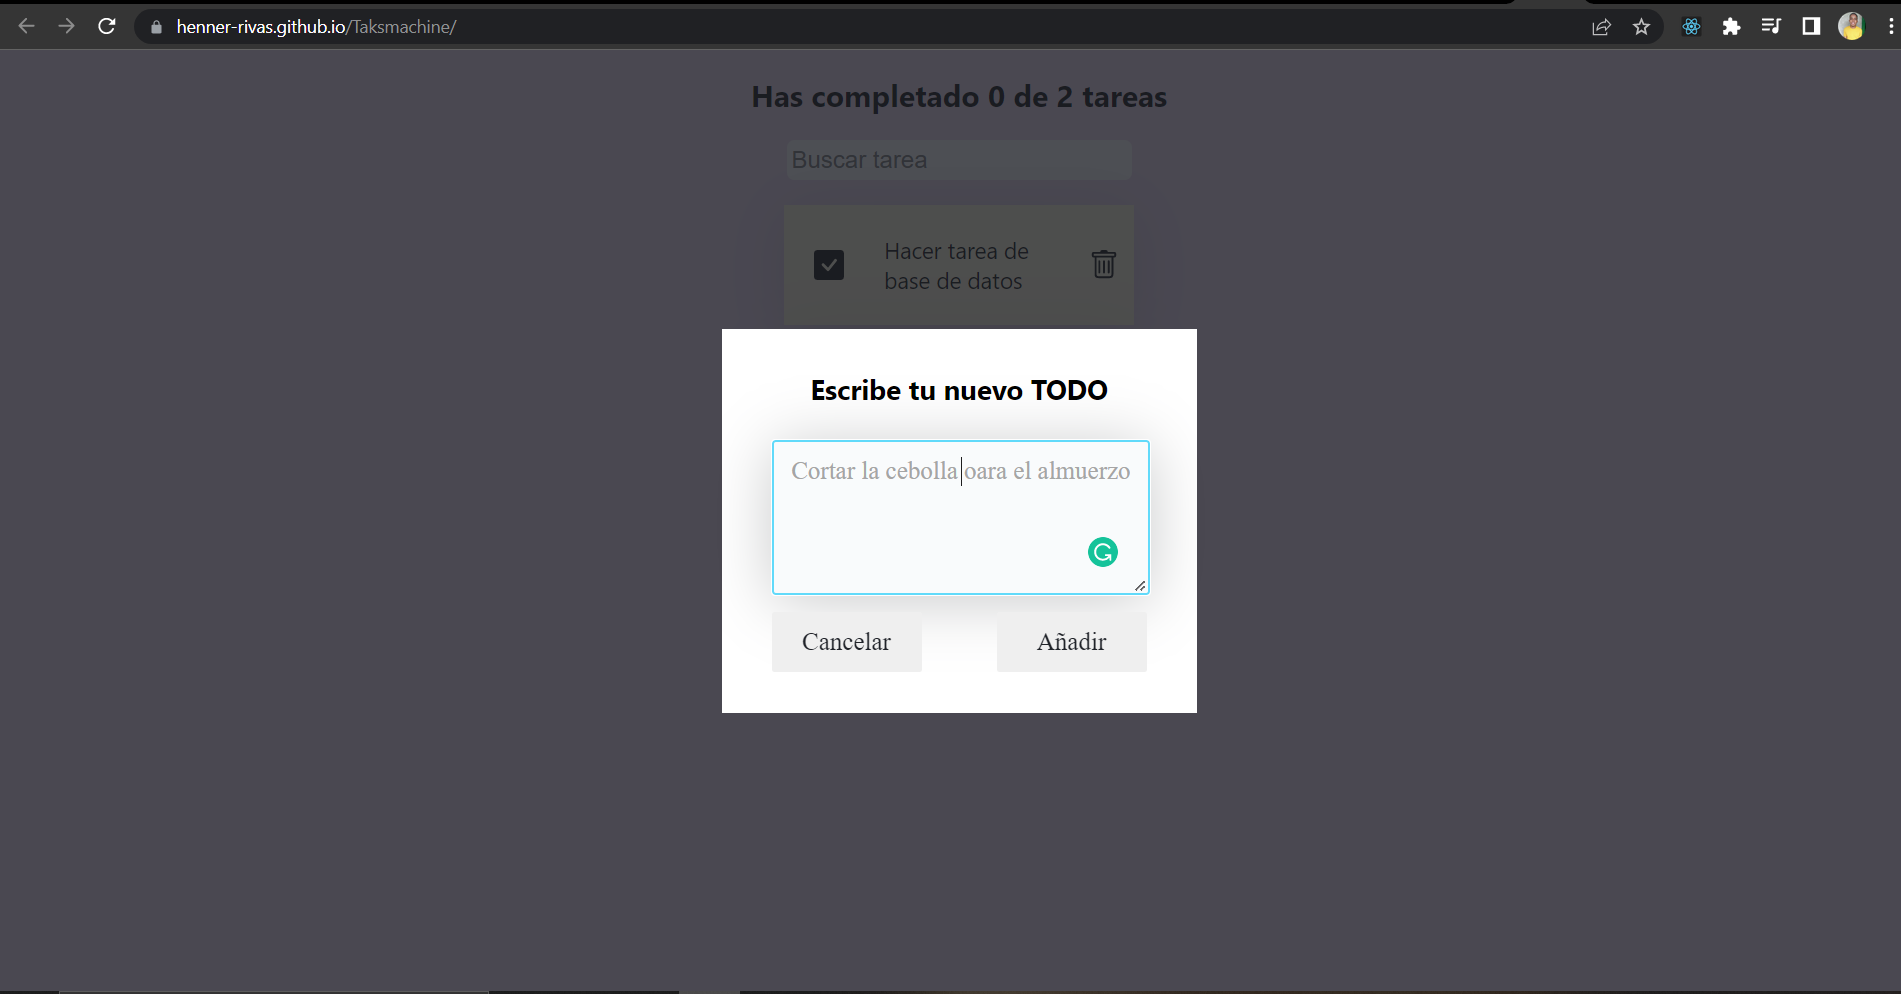 henner-rivas.github.io/Taksmachine/
Has completado 0 de 2 tareas
Buscar tarea
Hacer tarea de
base de datos
Escribe tu nuevo TODO
Cortar la cebolla oara el almuerzo
Cancelar
Añadir